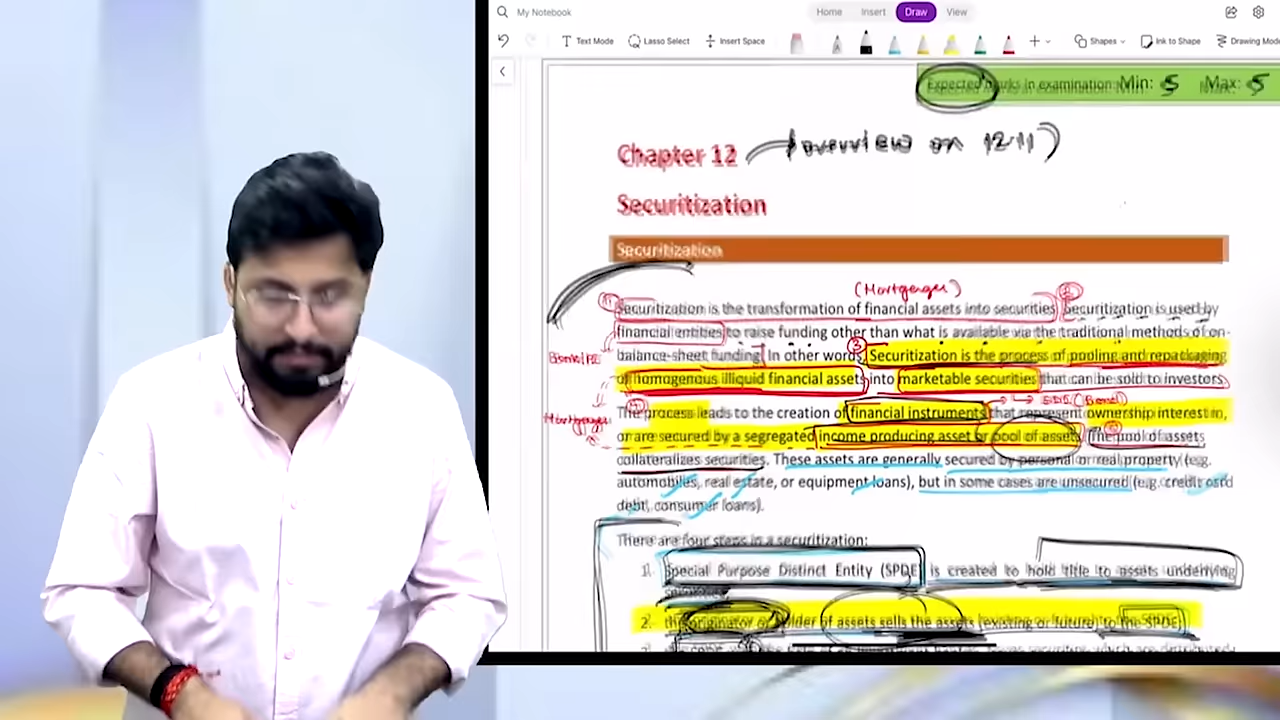 My Notebook
Home Insert Draw View
Text Mode Lasso Select Insert Space Shapes Ink to Shape Drawing Mode
Expected marks in examination: Min: 5 Max: 5
Chapter 12 (overview on 12.11)
Securitization
Securitization
(Mortgages)
Securitization is the transformation of financial assets into securities. Securitization is used by
financial entities to raise funding other than what is available via the traditional methods of on-
balance-sheet funding. In other words, Securitization is the process of pooling and repackaging
of homogenous illiquid financial assets into marketable securities that can be sold to investors.
The process leads to the creation of financial instruments that represent ownership interest in,
or are secured by a segregated income producing asset or pool of assets. The pool of assets
collateralizes securities. These assets are generally secured by personal or real property (e.g.
automobiles, real estate, or equipment loans), but in some cases are unsecured (e.g. credit card
debt, consumer loans).
There are four steps in a securitization:
1. Special Purpose Distinct Entity (SPDE) is created to hold title to assets underlying
securities;
2. the originator or holder of assets sells the assets (existing or future) to the SPDE;